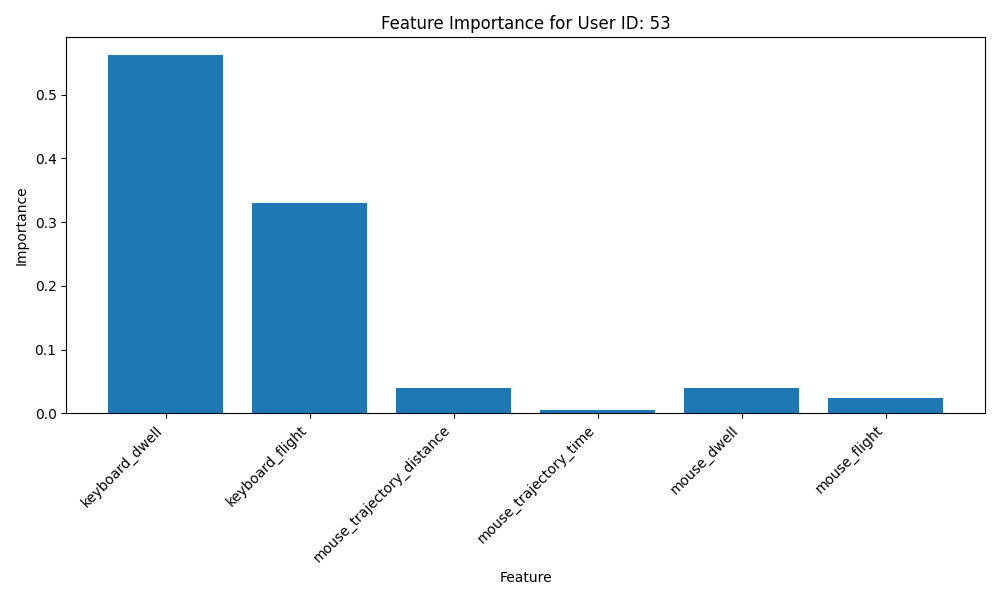 Feature Importance for User ID: 53
Importance
0.5
0.4
0.3
0.2
0.1
0.0
keyboard_dwell
keyboard_flight
mouse_trajectory_distance
mouse_trajectory_time
mouse_dwell
mouse_flight
Feature